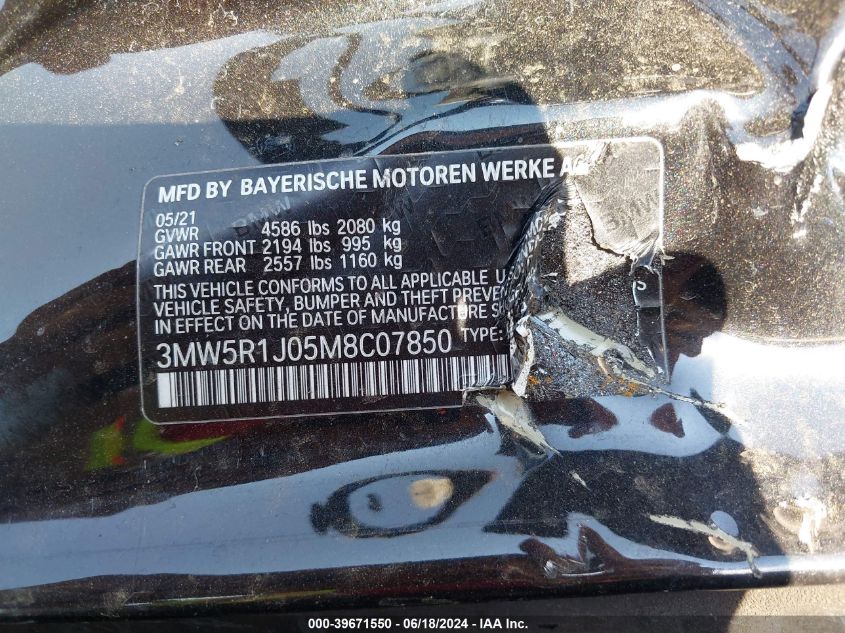 MFD BY BAYERISCHE MOTOREN WERKE A
05/21
GVWR 4586 lbs 2080 kg
GAWR FRONT 2194 lbs 995 kg
GAWR REAR 2557 lbs 1160 kg
THIS VEHICLE CONFORMS TO ALL APPLICABLE U.
VEHICLE SAFETY, BUMPER AND THEFT PREVEN
IN EFFECT ON THE DATE OF MANUFACTURE S
3MW5R1J05M8C07850 TYPE:
000-39671550 - 06/18/2024 - IAA Inc.